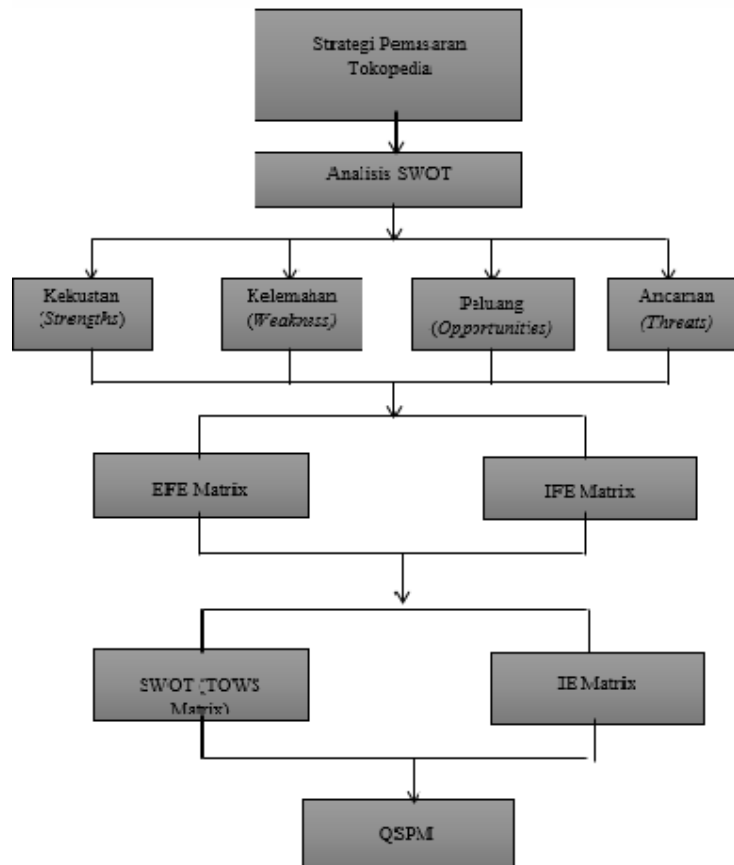 Strategi Pemasaran
Tokopedia
Analisis SWOT
Kekustan
(Strengths)
Kelemahan
(Weakness)
Peluang
(Opportunities)
Ancaman
(Threats)
EFE Matrix
IFE Matrix
SWOT (TOWS
Matrix)
IE Matrix
QSPM